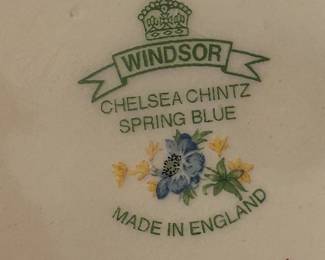 WINDSOR
CHELSEA CHINTZ
SPRING BLUE
MADE IN ENGLAND